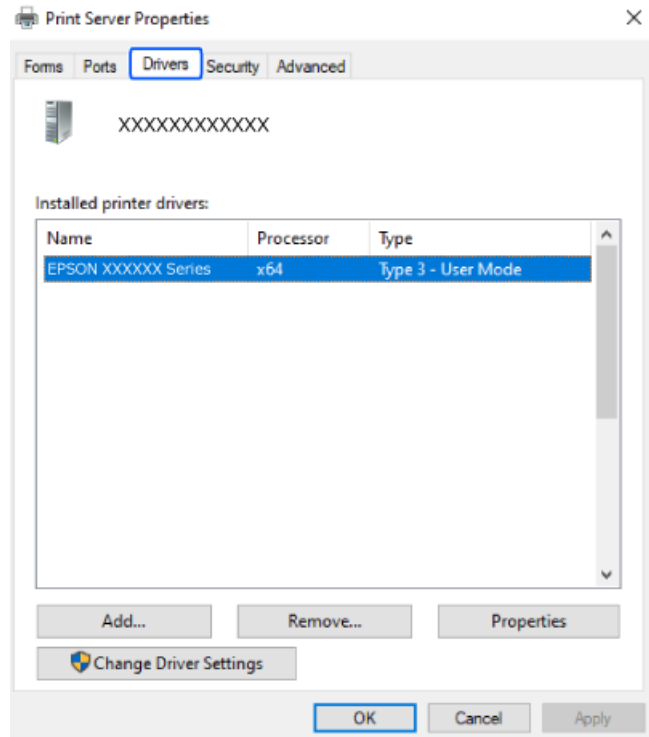 Print Server Properties
Forms Ports Drivers Security Advanced
XXXXXXXXXXXX
Installed printer drivers:
Name Processor Type
EPSON XXXXXX Series x64 Type 3 - User Mode
Add... Remove... Properties
Change Driver Settings
OK Cancel Apply